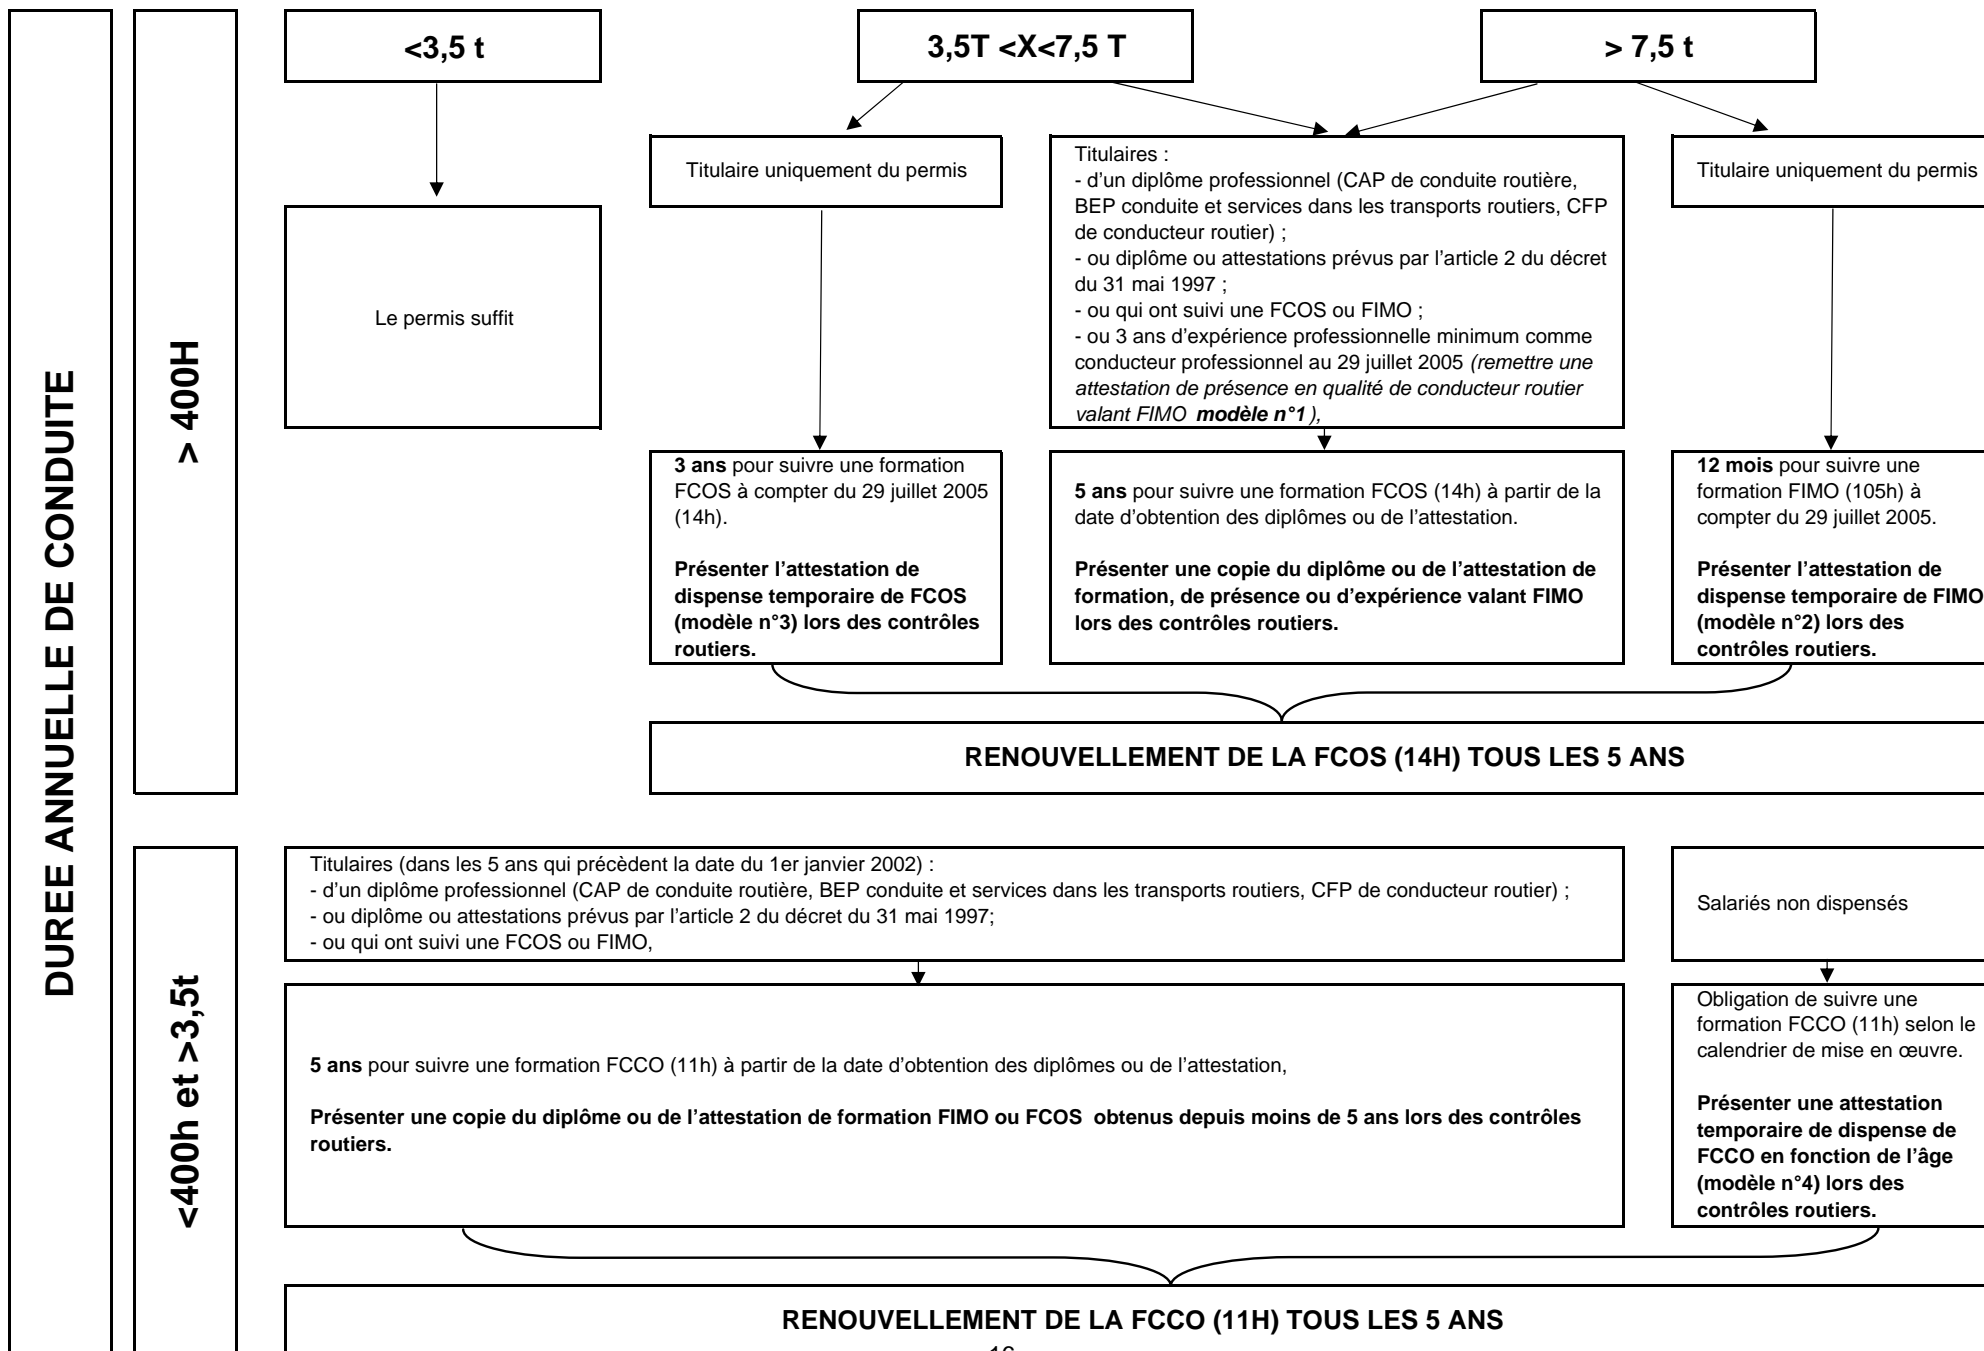 DUREE ANNUELLE DE CONDUITE
> 400H
<3,5 t
3,5T <X<7,5 T
> 7,5 t
Le permis suffit
Titulaire uniquement du permis
Titulaires :
- d'un diplôme professionnel (CAP de conduite routière,
BEP conduite et services dans les transports routiers, CFP
de conducteur routier) ;
- ou diplôme ou attestations prévus par l'article 2 du décret
du 31 mai 1997 ;
- ou qui ont suivi une FCOS ou FIMO ;
- ou 3 ans d'expérience professionnelle minimum comme
conducteur professionnel au 29 juillet 2005 (remettre une
attestation de présence en qualité de conducteur routier
valant FIMO modèle n°1),
Titulaire uniquement du permis
3 ans pour suivre une formation
FCOS à compter du 29 juillet 2005
(14h).
Présenter l'attestation de
dispense temporaire de FCOS
(modèle n°3) lors des contrôles
routiers.
5 ans pour suivre une formation FCOS (14h) à partir de la
date d'obtention des diplômes ou de l'attestation.
Présenter une copie du diplôme ou de l'attestation de
formation, de présence ou d'expérience valant FIMO
lors des contrôles routiers.
12 mois pour suivre une
formation FIMO (105h) à
compter du 29 juillet 2005.
Présenter l'attestation de
dispense temporaire de FIMO
(modèle n°2) lors des
contrôles routiers.
RENOUVELLEMENT DE LA FCOS (14H) TOUS LES 5 ANS
<400h et >3,5t
Titulaires (dans les 5 ans qui précèdent la date du 1er janvier 2002) :
- d'un diplôme professionnel (CAP de conduite routière, BEP conduite et services dans les transports routiers, CFP de conducteur routier) ;
- ou diplôme ou attestations prévus par l'article 2 du décret du 31 mai 1997;
- ou qui ont suivi une FCOS ou FIMO,
Salariés non dispensés
5 ans pour suivre une formation FCCO (11h) à partir de la date d'obtention des diplômes ou de l'attestation,
Présenter une copie du diplôme ou de l'attestation de formation FIMO ou FCOS obtenus depuis moins de 5 ans lors des contrôles
routiers.
Obligation de suivre une
formation FCCO (11h) selon le
calendrier de mise en œuvre.
Présenter une attestation
temporaire de dispense de
FCCO en fonction de l'âge
(modèle n°4) lors des
contrôles routiers.
RENOUVELLEMENT DE LA FCCO (11H) TOUS LES 5 ANS
16